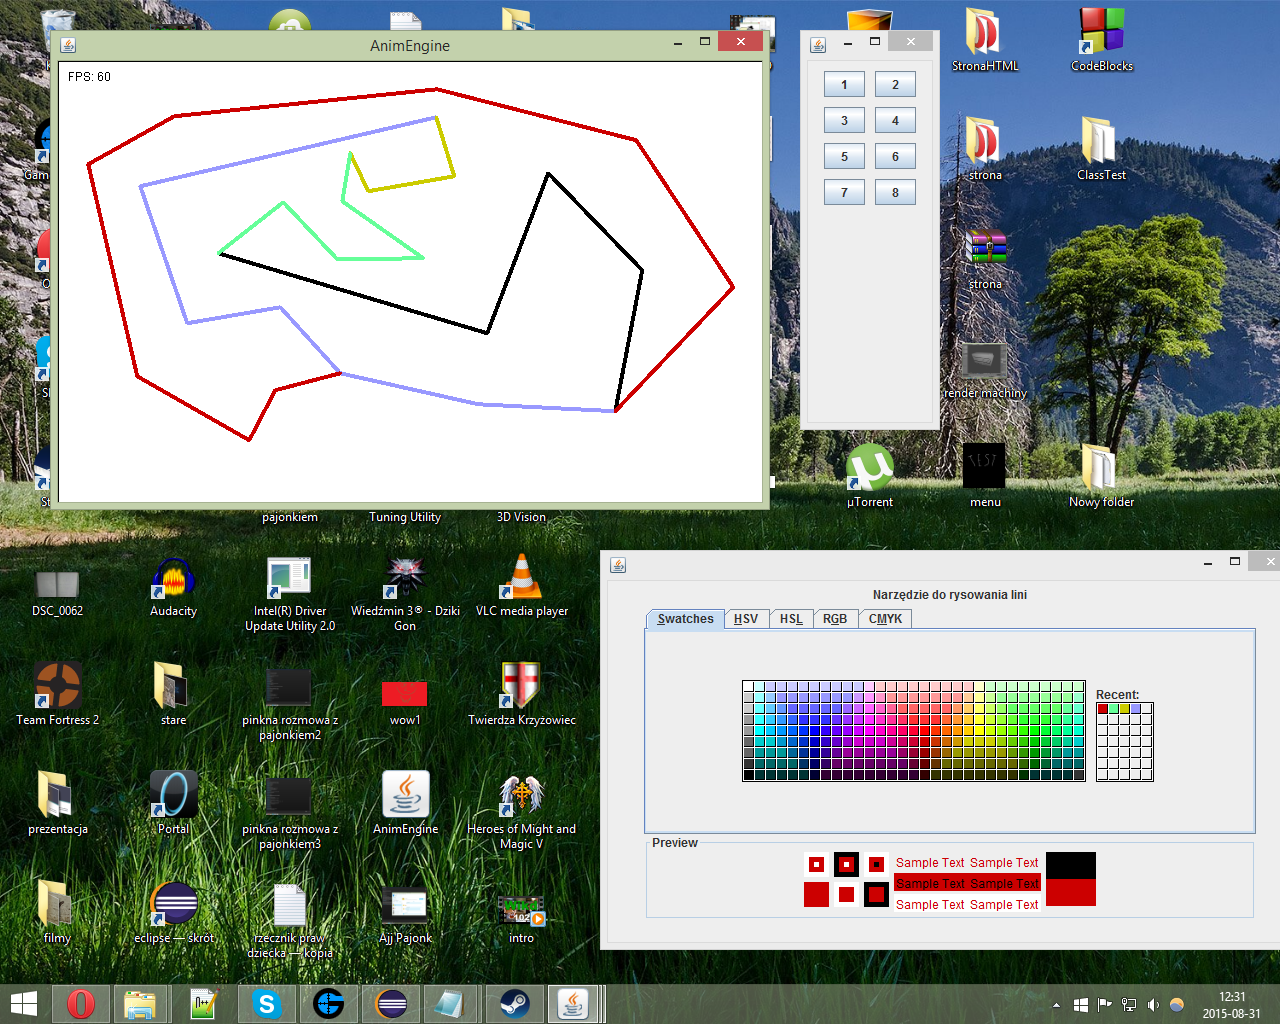 AnimEngine
FPS: 60
1
2
3
4
5
6
7
8
StronaHTML
CodeBlocks
strona
ClassTest
strona
render machiny
µTorrent
menu
Nowy folder
TEST
pajonkiem
Tuning Utility
3D Vision
DSC_0062
Audacity
Intel(R) Driver
Update Utility 2.0
Wiedźmin 3® - Dziki
Gon
VLC media player
Team Fortress 2
stare
pinkna rozmowa z
pajonkiem2
wow1
Twierdza Krzyżowiec
prezentacja
Portal
pinkna rozmowa z
pajonkiem3
AnimEngine
Heroes of Might and
Magic V
filmy
eclipse — skrót
rzecznik praw
dziecka — kopia
Ajj Pajonk
intro
Narzędzie do rysowania lini
Swatches
HSV
HSL
RGB
CMYK
Recent:
Preview
Sample Text Sample Text
Sample Text Sample Text
Sample Text Sample Text
12:31
2015-08-31